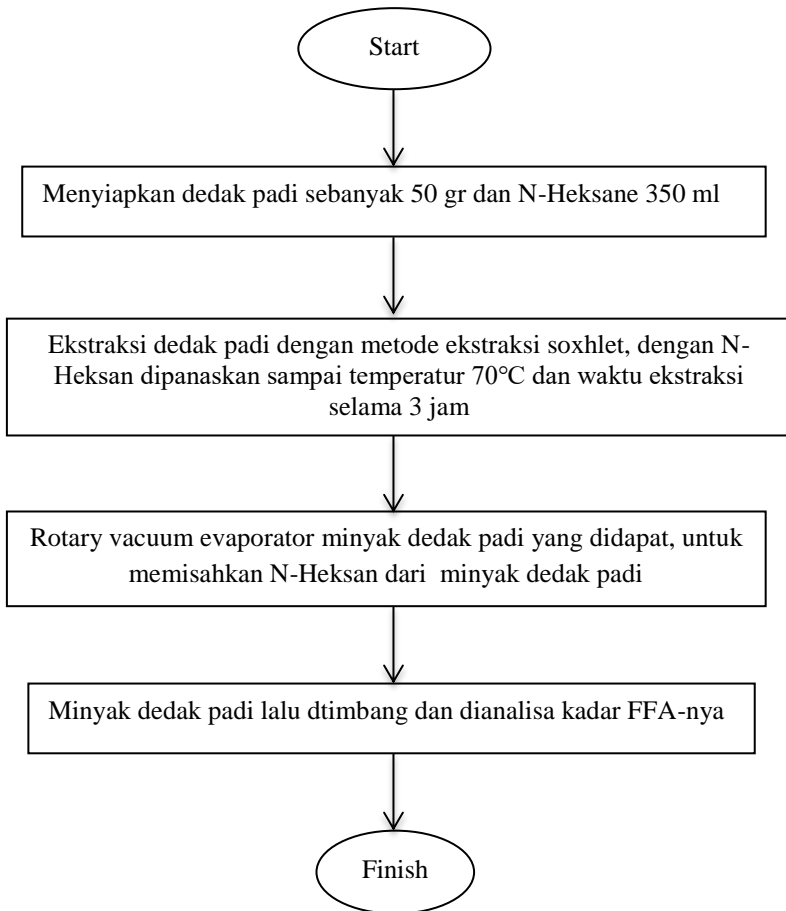 Start
Menyiapkan dedak padi sebanyak 50 gr dan N-Heksane 350 ml
Ekstraksi dedak padi dengan metode ekstraksi soxhlet, dengan N-
Heksan dipanaskan sampai temperatur 70°C dan waktu ekstraksi
selama 3 jam
Rotary vacuum evaporator minyak dedak padi yang didapat, untuk
memisahkan N-Heksan dari minyak dedak padi
Minyak dedak padi lalu dtimbang dan dianalisa kadar FFA-nya
Finish